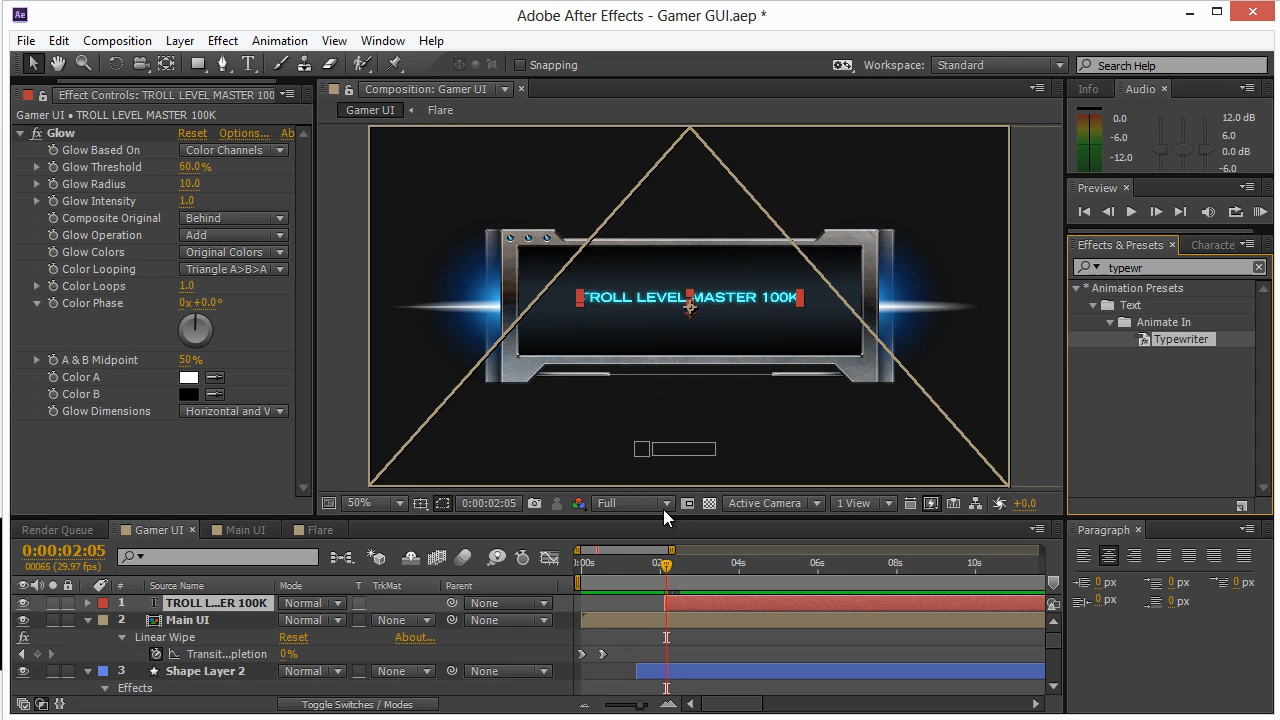 Ae
Adobe After Effects - Gamer GUI.aep *
File Edit Composition Layer Effect Animation View Window Help
Snapping
Workspace: Standard
Search Help
Effect Controls: TROLL LEVEL MASTER 100
Gamer UI • TROLL LEVEL MASTER 100K
fx Glow Reset Options... Ab
Glow Based On Color Channels
Glow Threshold 60.0%
Glow Radius 10.0
Glow Intensity 1.0
Composite Original Behind
Glow Operation Add
Glow Colors Original Colors
Color Looping Triangle A>B>A
Color Loops 1.0
Color Phase 0x+0.0°
A & B Midpoint 50%
Color A
Color B
Glow Dimensions Horizontal and V
Composition: Gamer UI
Gamer UI Flare
TROLL LEVEL MASTER 100K
50% 0:00:02:05 Full Active Camera 1 View +0.0
Info Audio
0.0
-6.0
-12.0
12.0 dB
6.0
0.0 dB
-6.0
Preview
Effects & Presets Characte
typewr
* Animation Presets
Text
Animate In
Typewriter
Paragraph
0 px 0 px 0 px
0 px 0 px
Render Queue Gamer UI Main UI Flare
0:00:02:05
00065 (29.97 fps)
# Source Name Mode T TrkMat Parent
0:00s 02s 04s 06s 08s 10s
1 T TROLL L...ER 100K Normal None
2 Main UI Normal None None
fx Linear Wipe Reset About...
Transit...pletion 0%
3 Shape Layer 2 Normal None None
Effects
Toggle Switches / Modes